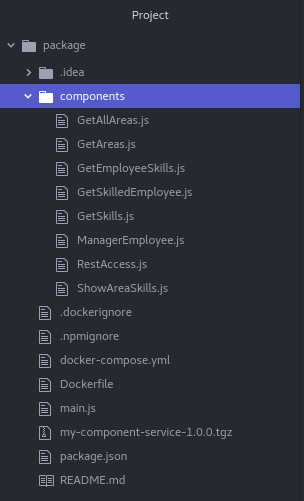 Project
package
.idea
components
GetAllAreas.js
GetAreas.js
GetEmployeeSkills.js
GetSkilledEmployee.js
GetSkills.js
ManagerEmployee.js
RestAccess.js
ShowAreaSkills.js
.dockerignore
.npmignore
docker-compose.yml
Dockerfile
main.js
my-component-service-1.0.0.tgz
package.json
README.md